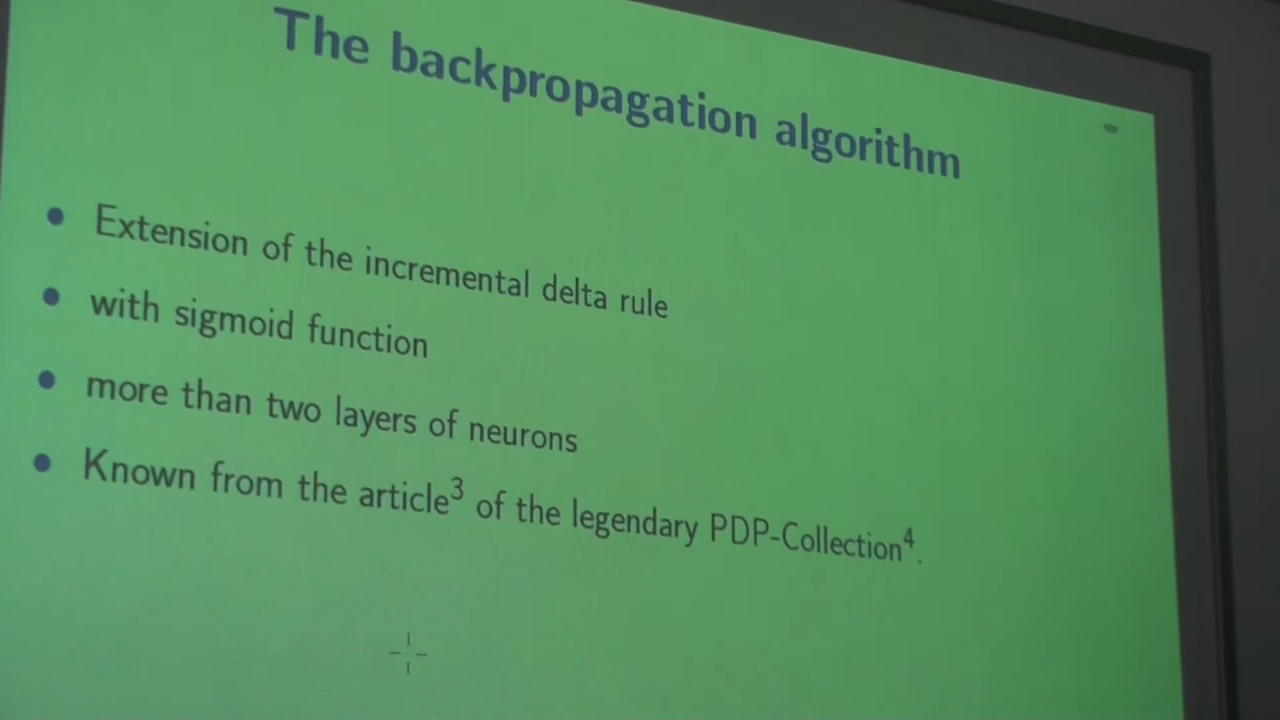 The backpropagation algorithm
• Extension of the incremental delta rule
• with sigmoid function
• more than two layers of neurons
• Known from the article³ of the legendary PDP-Collection⁴.